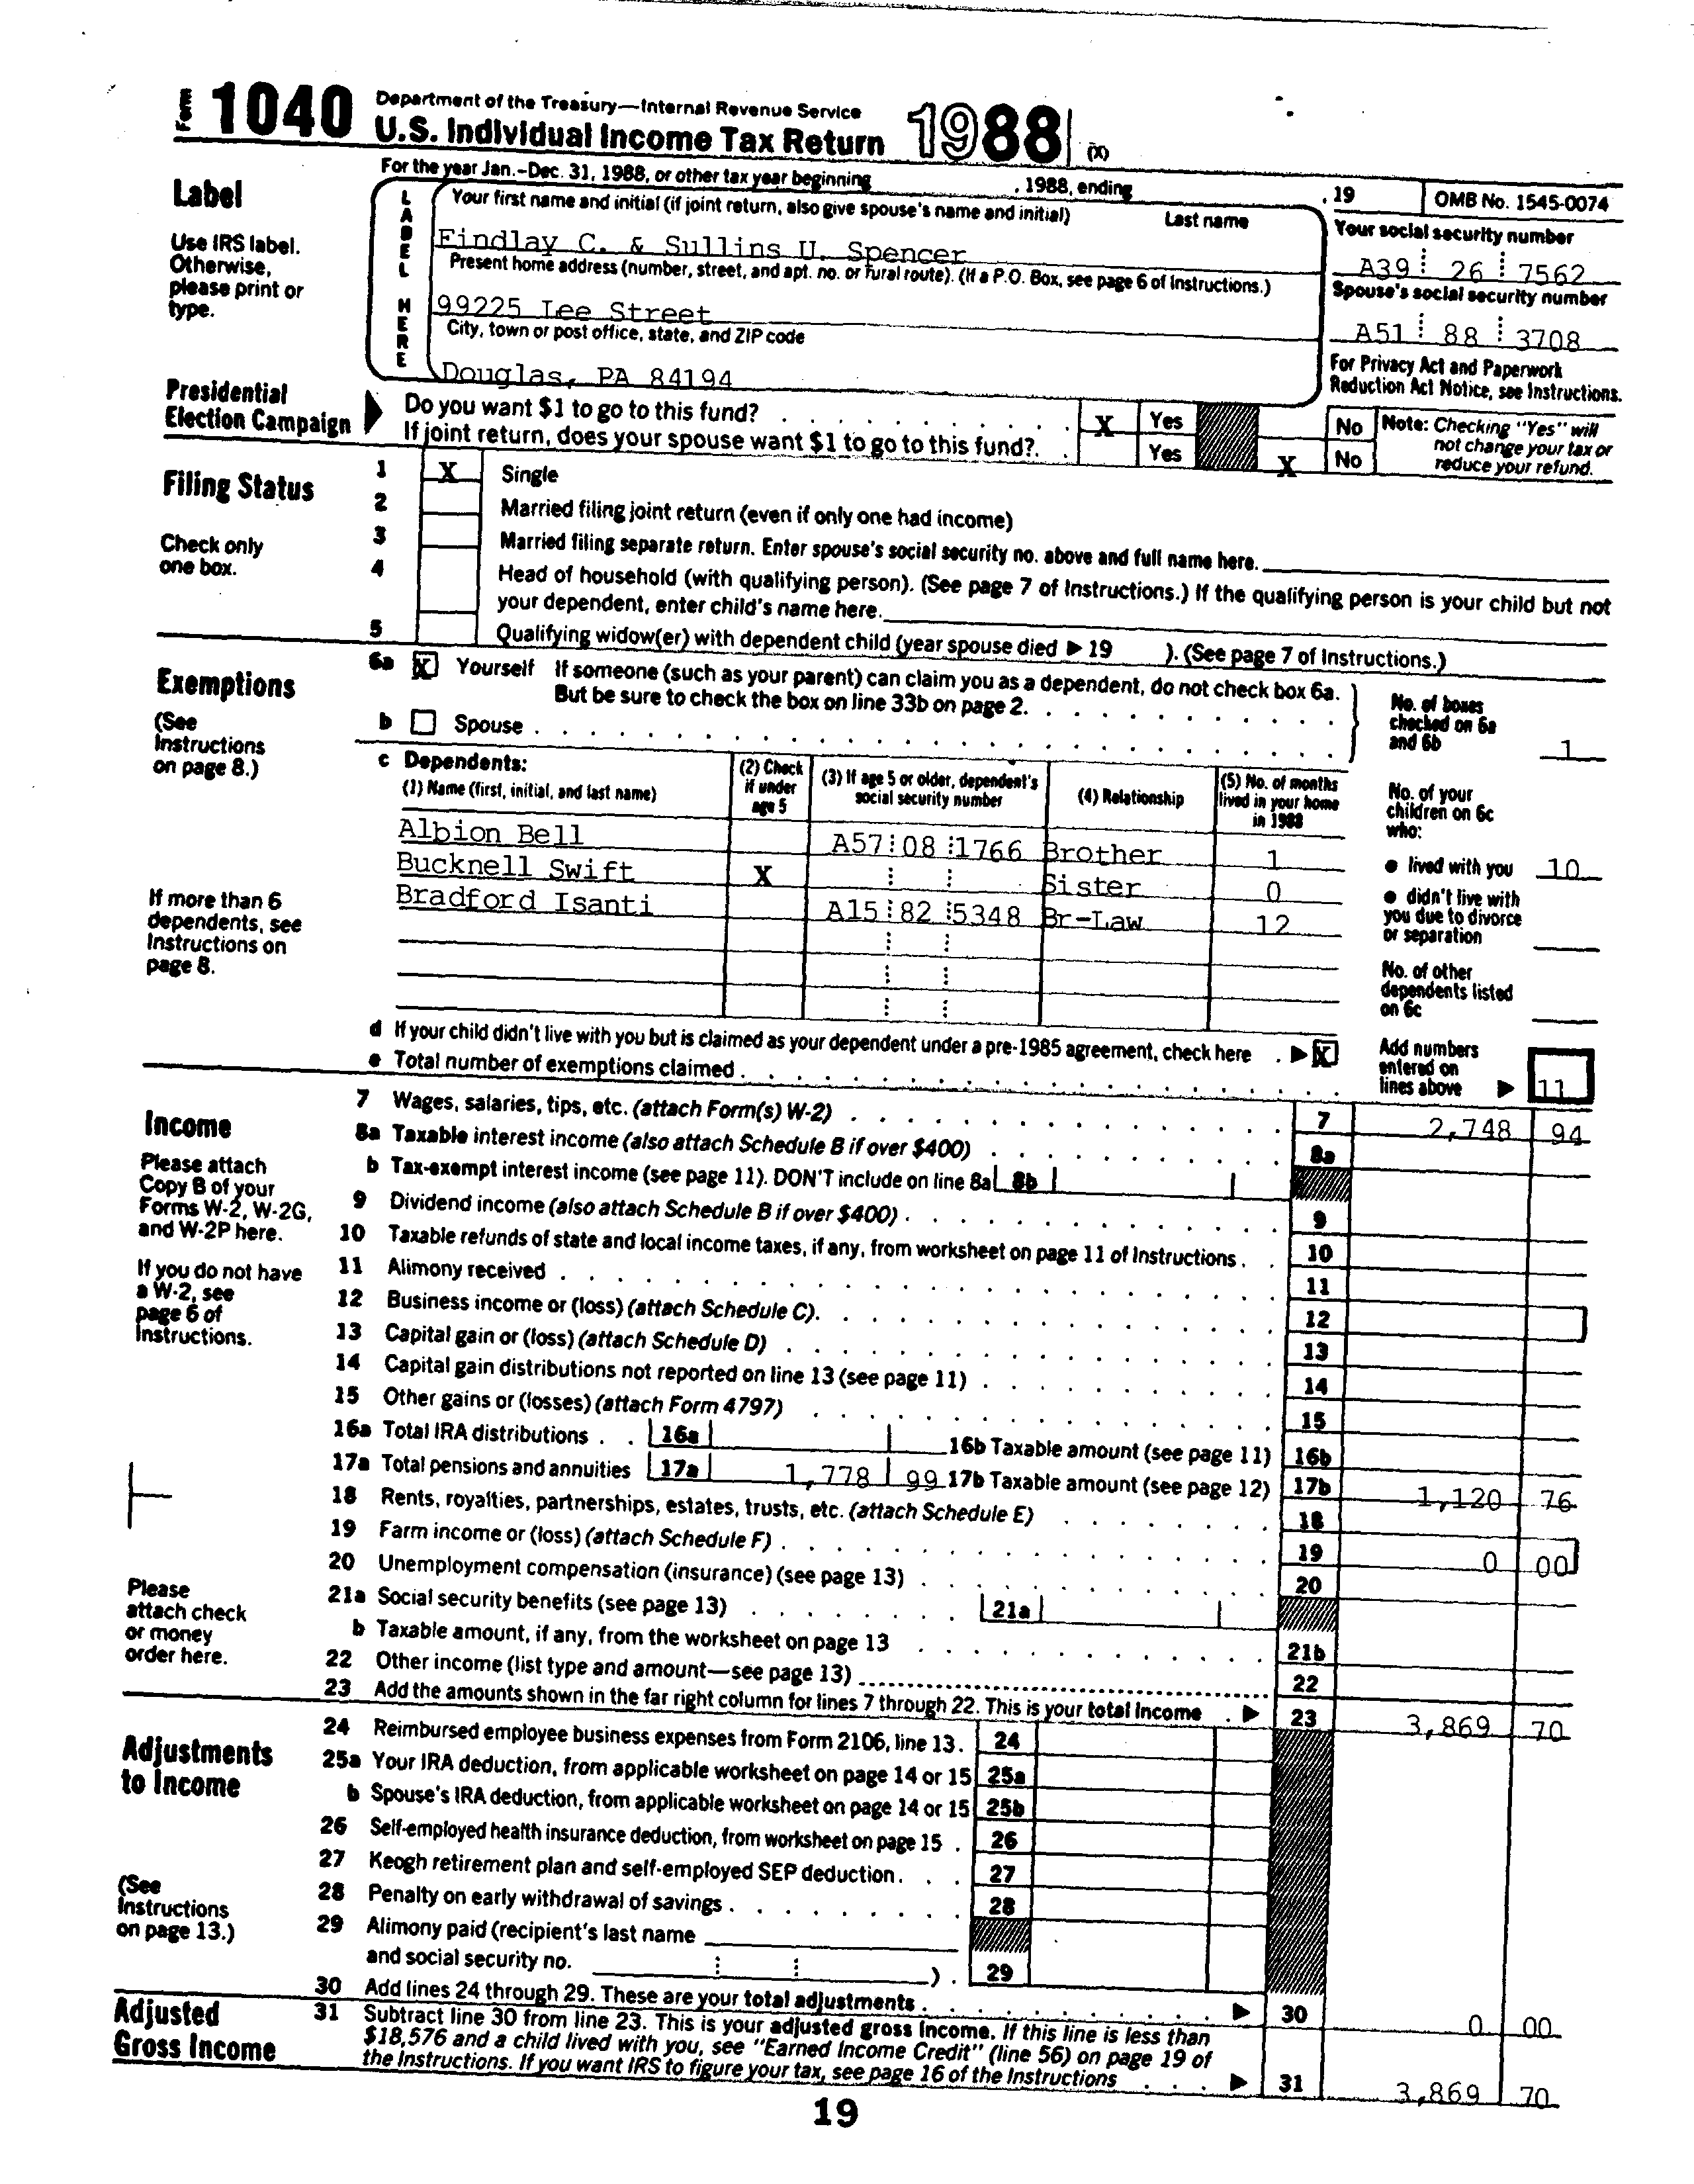 Form 1040 Department of the Treasury—Internal Revenue Service
U.S. Individual Income Tax Return 1988 (X)
For the year Jan.-Dec. 31, 1988, or other tax year beginning , 1988, ending , 19 OMB No. 1545-0074
Label
Use IRS label. Otherwise, please print or type.
LABEL HERE
Your first name and initial (if joint return, also give spouse's name and initial) Last name
Findlay C. & Sullins U. Spencer
Your social security number
A39 26 7562
Present home address (number, street, and apt. no. or rural route). (If a P.O. Box, see page 6 of Instructions.)
99225 Lee Street
Spouse's social security number
A51 88 3708
City, town or post office, state, and ZIP code
Douglas, PA 84194
For Privacy Act and Paperwork Reduction Act Notice, see Instructions.
Presidential Election Campaign
Do you want $1 to go to this fund? X Yes No
If joint return, does your spouse want $1 to go to this fund? Yes X No
Note: Checking "Yes" will not change your tax or reduce your refund.
Filing Status
Check only one box.
1 X Single
2 Married filing joint return (even if only one had income)
3 Married filing separate return. Enter spouse's social security no. above and full name here.
4 Head of household (with qualifying person). (See page 7 of Instructions.) If the qualifying person is your child but not
your dependent, enter child's name here.
5 Qualifying widow(er) with dependent child (year spouse died ▶ 19 ). (See page 7 of Instructions.)
Exemptions
(See Instructions on page 8.)
6a X Yourself If someone (such as your parent) can claim you as a dependent, do not check box 6a.
But be sure to check the box on line 33b on page 2.
b Spouse
No. of boxes checked on 6a and 6b 1
c Dependents:
(1) Name (first, initial, and last name) (2) Check if under age 5 (3) If age 5 or older, dependent's social security number (4) Relationship (5) No. of months lived in your home in 1988
Albion Bell A57 08 1766 Brother 1
Bucknell Swift X Sister 0
Bradford Isanti A15 82 5348 Br-Law 12
No. of your children on 6c who:
● lived with you 10
● didn't live with you due to divorce or separation
No. of other dependents listed on 6c
If more than 6 dependents, see Instructions on page 8.
d If your child didn't live with you but is claimed as your dependent under a pre-1985 agreement, check here ▶ X
e Total number of exemptions claimed
Add numbers entered on lines above ▶ 11
Income
Please attach Copy B of your Forms W-2, W-2G, and W-2P here.
If you do not have a W-2, see page 6 of Instructions.
Please attach check or money order here.
7 Wages, salaries, tips, etc. (attach Form(s) W-2) 7 2,748 94
8a Taxable interest income (also attach Schedule B if over $400) 8a
b Tax-exempt interest income (see page 11). DON'T include on line 8a 8b
9 Dividend income (also attach Schedule B if over $400) 9
10 Taxable refunds of state and local income taxes, if any, from worksheet on page 11 of Instructions 10
11 Alimony received 11
12 Business income or (loss) (attach Schedule C) 12
13 Capital gain or (loss) (attach Schedule D) 13
14 Capital gain distributions not reported on line 13 (see page 11) 14
15 Other gains or (losses) (attach Form 4797) 15
16a Total IRA distributions 16a 16b Taxable amount (see page 11) 16b
17a Total pensions and annuities 17a 1,778 99 17b Taxable amount (see page 12) 17b 1,120 76
18 Rents, royalties, partnerships, estates, trusts, etc. (attach Schedule E) 18
19 Farm income or (loss) (attach Schedule F) 19 0 00
20 Unemployment compensation (insurance) (see page 13) 20
21a Social security benefits (see page 13) 21a
b Taxable amount, if any, from the worksheet on page 13 21b
22 Other income (list type and amount—see page 13) 22
23 Add the amounts shown in the far right column for lines 7 through 22. This is your total income ▶ 23 3,869 70
Adjustments to Income
(See Instructions on page 13.)
24 Reimbursed employee business expenses from Form 2106, line 13. 24
25a Your IRA deduction, from applicable worksheet on page 14 or 15 25a
b Spouse's IRA deduction, from applicable worksheet on page 14 or 15 25b
26 Self-employed health insurance deduction, from worksheet on page 15 26
27 Keogh retirement plan and self-employed SEP deduction 27
28 Penalty on early withdrawal of savings 28
29 Alimony paid (recipient's last name
and social security no. ) 29
30 Add lines 24 through 29. These are your total adjustments ▶ 30 0 00
Adjusted Gross Income
31 Subtract line 30 from line 23. This is your adjusted gross income. If this line is less than
$18,576 and a child lived with you, see "Earned Income Credit" (line 56) on page 19 of
the Instructions. If you want IRS to figure your tax, see page 16 of the Instructions ▶ 31 3,869 70
19